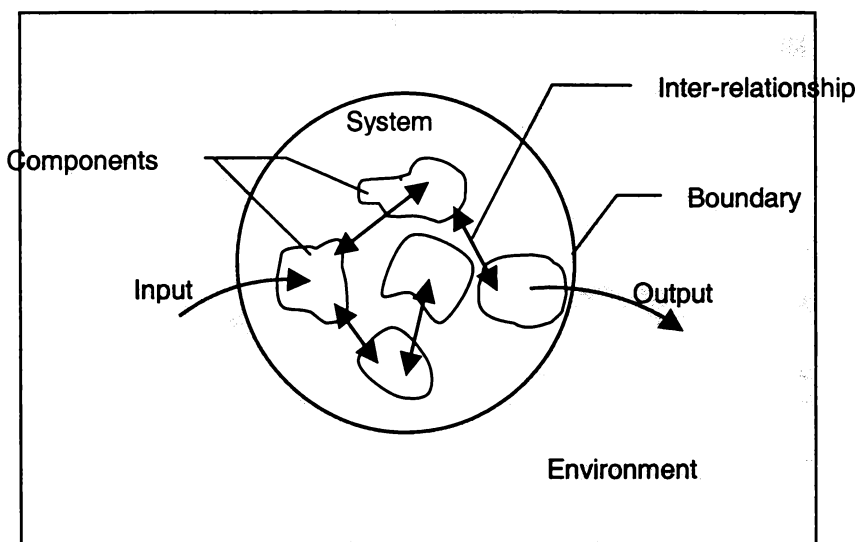 Inter-relationship
System
Components
Boundary
Input
Output
Environment